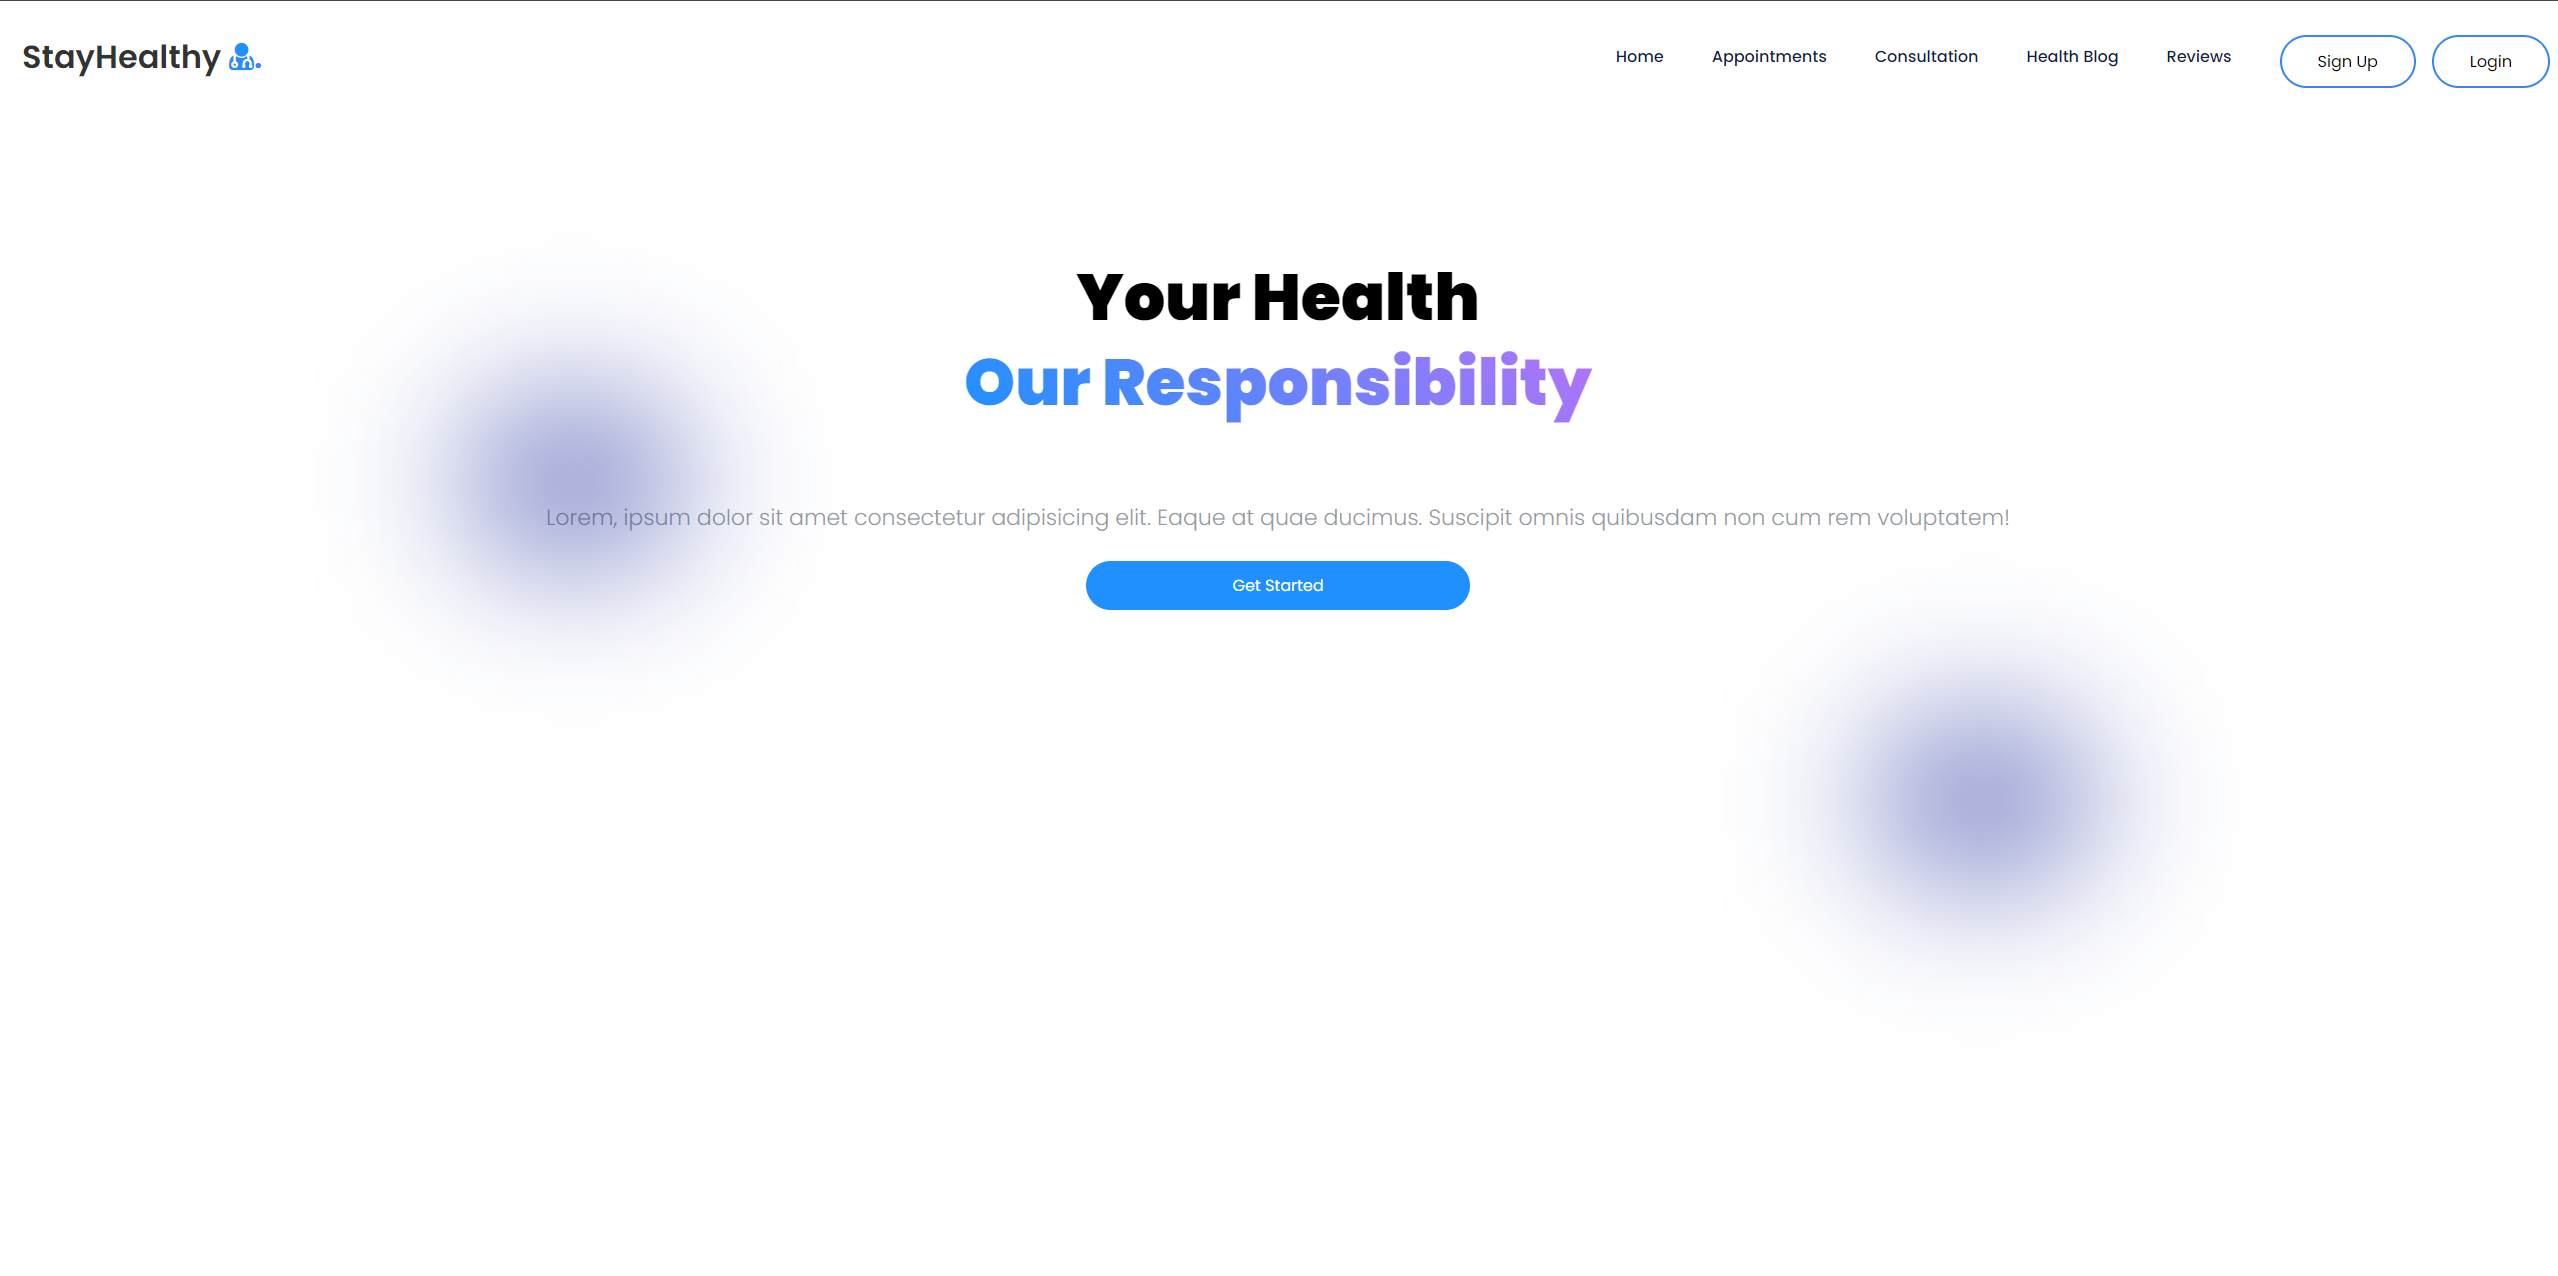 StayHealthy
Home Appointments Consultation Health Blog Reviews Sign Up Login
Your Health
Our Responsibility
Lorem, ipsum dolor sit amet consectetur adipisicing elit. Eaque at quae ducimus. Suscipit omnis quibusdam non cum rem voluptatem!
Get Started